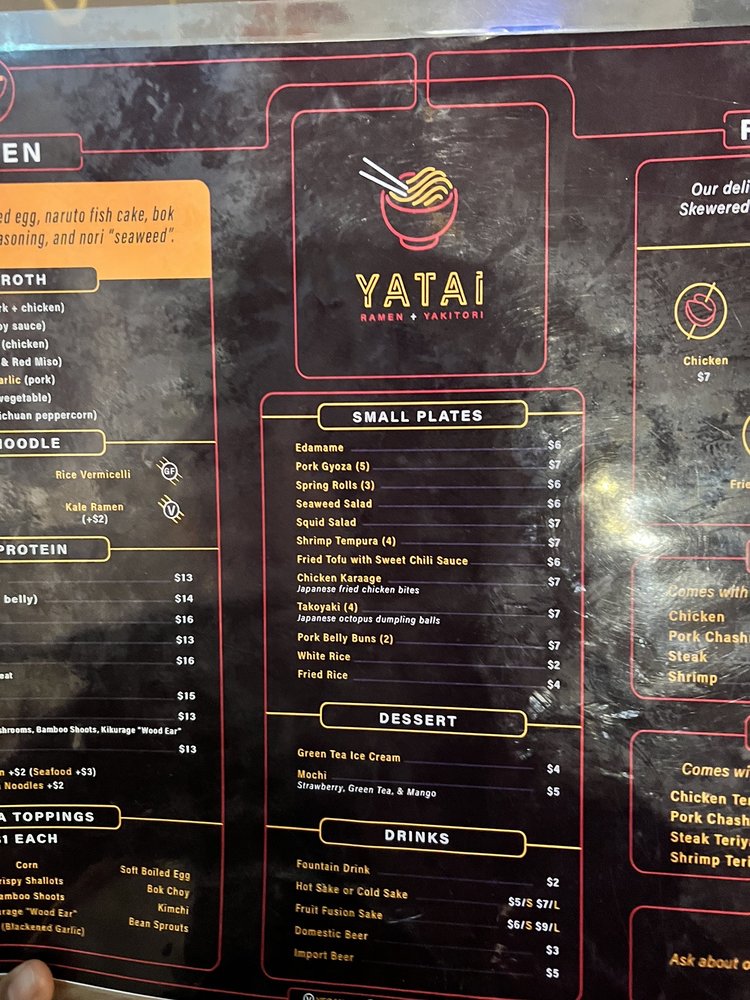 EN
ed egg, naruto fish cake, bok
asoning, and nori "seaweed".
ROTH
rk + chicken)
oy sauce)
(chicken)
& Red Miso)
arlic (pork)
vegetable)
ichuan peppercorn)
NOODLE
Rice Vermicelli GF
Kale Ramen V
(+$2)
PROTEIN
$13
belly) $14
$16
$13
$16
eat
$15
$13
shrooms, Bamboo Shoots, Kikurage "Wood Ear"
$13
n +$2 (Seafood +$3)
Noodles +$2
A TOPPINGS
$1 EACH
Corn
rispy Shallots
amboo Shoots
urage "Wood Ear"
(Blackened Garlic)
Soft Boiled Egg
Bok Choy
Kimchi
Bean Sprouts
YATAI
RAMEN + YAKITORI
SMALL PLATES
Edamame $6
Pork Gyoza (5) $7
Spring Rolls (3) $6
Seaweed Salad $6
Squid Salad $7
Shrimp Tempura (4) $7
Fried Tofu with Sweet Chili Sauce $6
Chicken Karaage $7
Japanese fried chicken bites
Takoyaki (4) $7
Japanese octopus dumpling balls
Pork Belly Buns (2) $7
White Rice $2
Fried Rice $4
DESSERT
Green Tea Ice Cream $4
Mochi $5
Strawberry, Green Tea, & Mango
DRINKS
Fountain Drink $2
Hot Sake or Cold Sake $5/S $7/L
Fruit Fusion Sake $6/S $9/L
Domestic Beer $3
Import Beer $5
Our deli
Skewered
Chicken
$7
Frie
Comes with
Chicken
Pork Chash
Steak
Shrimp
Comes wi
Chicken Ter
Pork Chash
Steak Teriya
Shrimp Teri
Ask about o